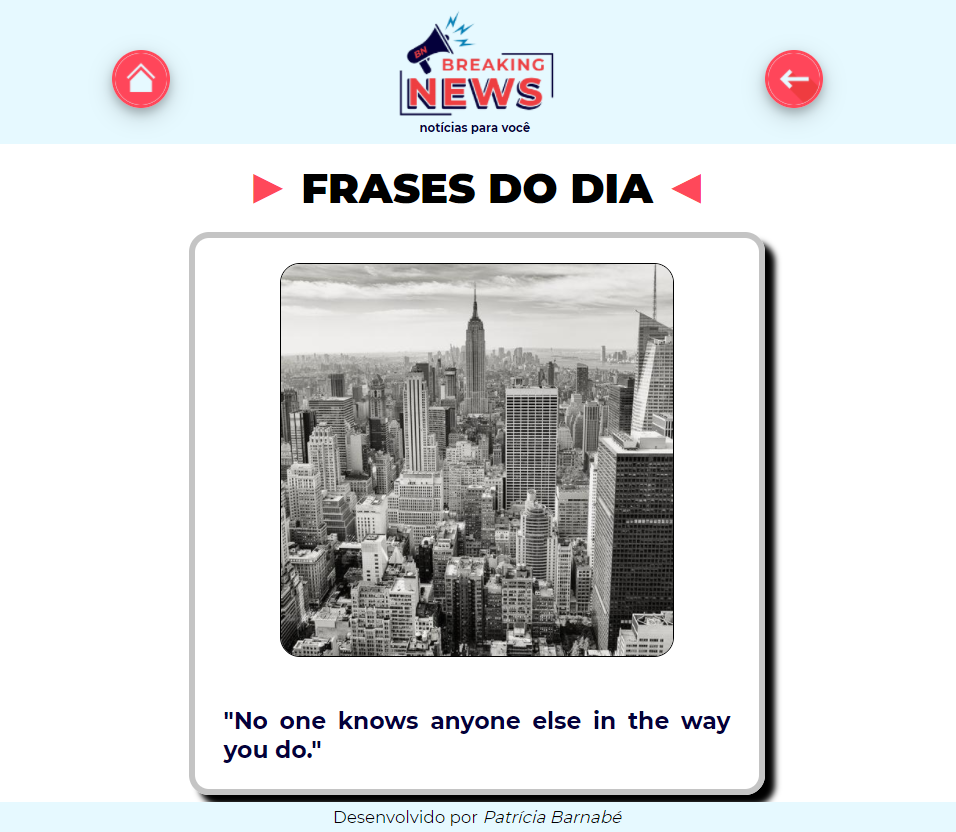 BN
BREAKING
NEWS
notícias para você
FRASES DO DIA
"No one knows anyone else in the way
you do."
Desenvolvido por Patrícia Barnabé